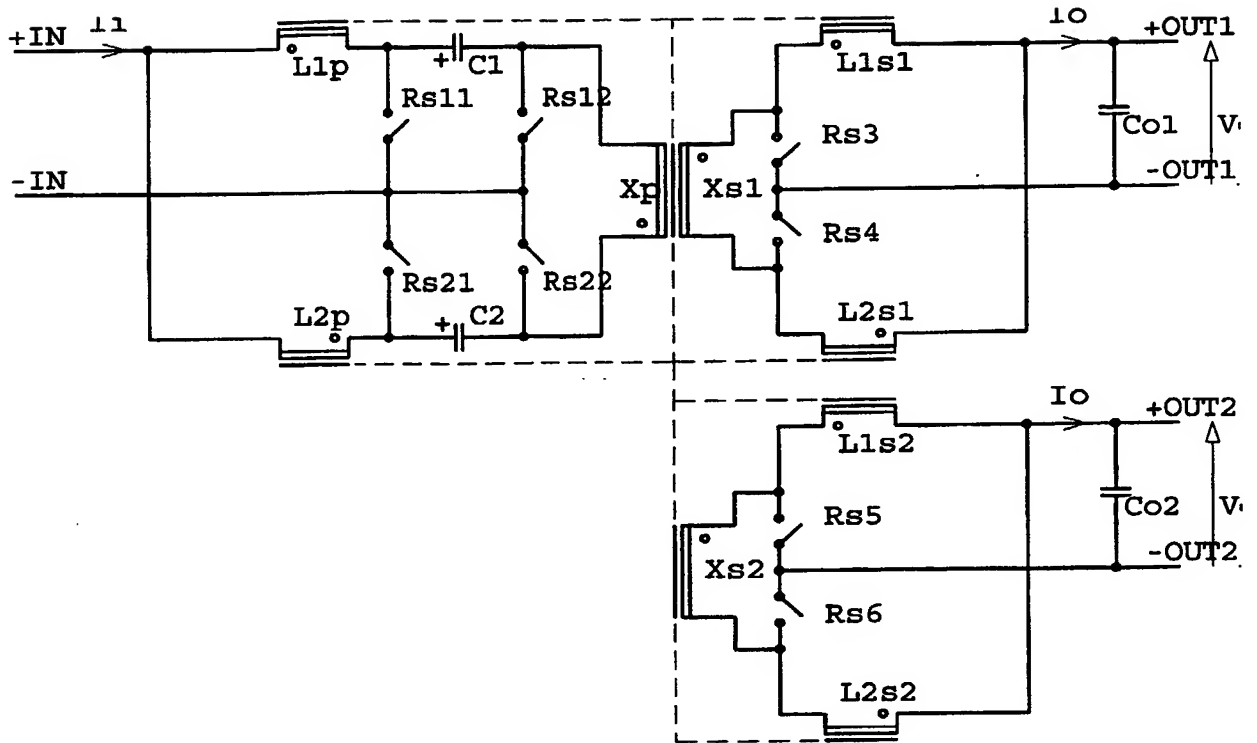 Io
+IN
+OUT1
L1p
+
C1
L1s1
Rs11
Rs12
Rs3
Co1
-IN
Xp
Xs1
-OUT1
Rs4
Rs21
Rs22
L2p
+
C2
L2s1
Io
+OUT2
L1s2
Rs5
Co2
Xs2
-OUT2
Rs6
L2s2